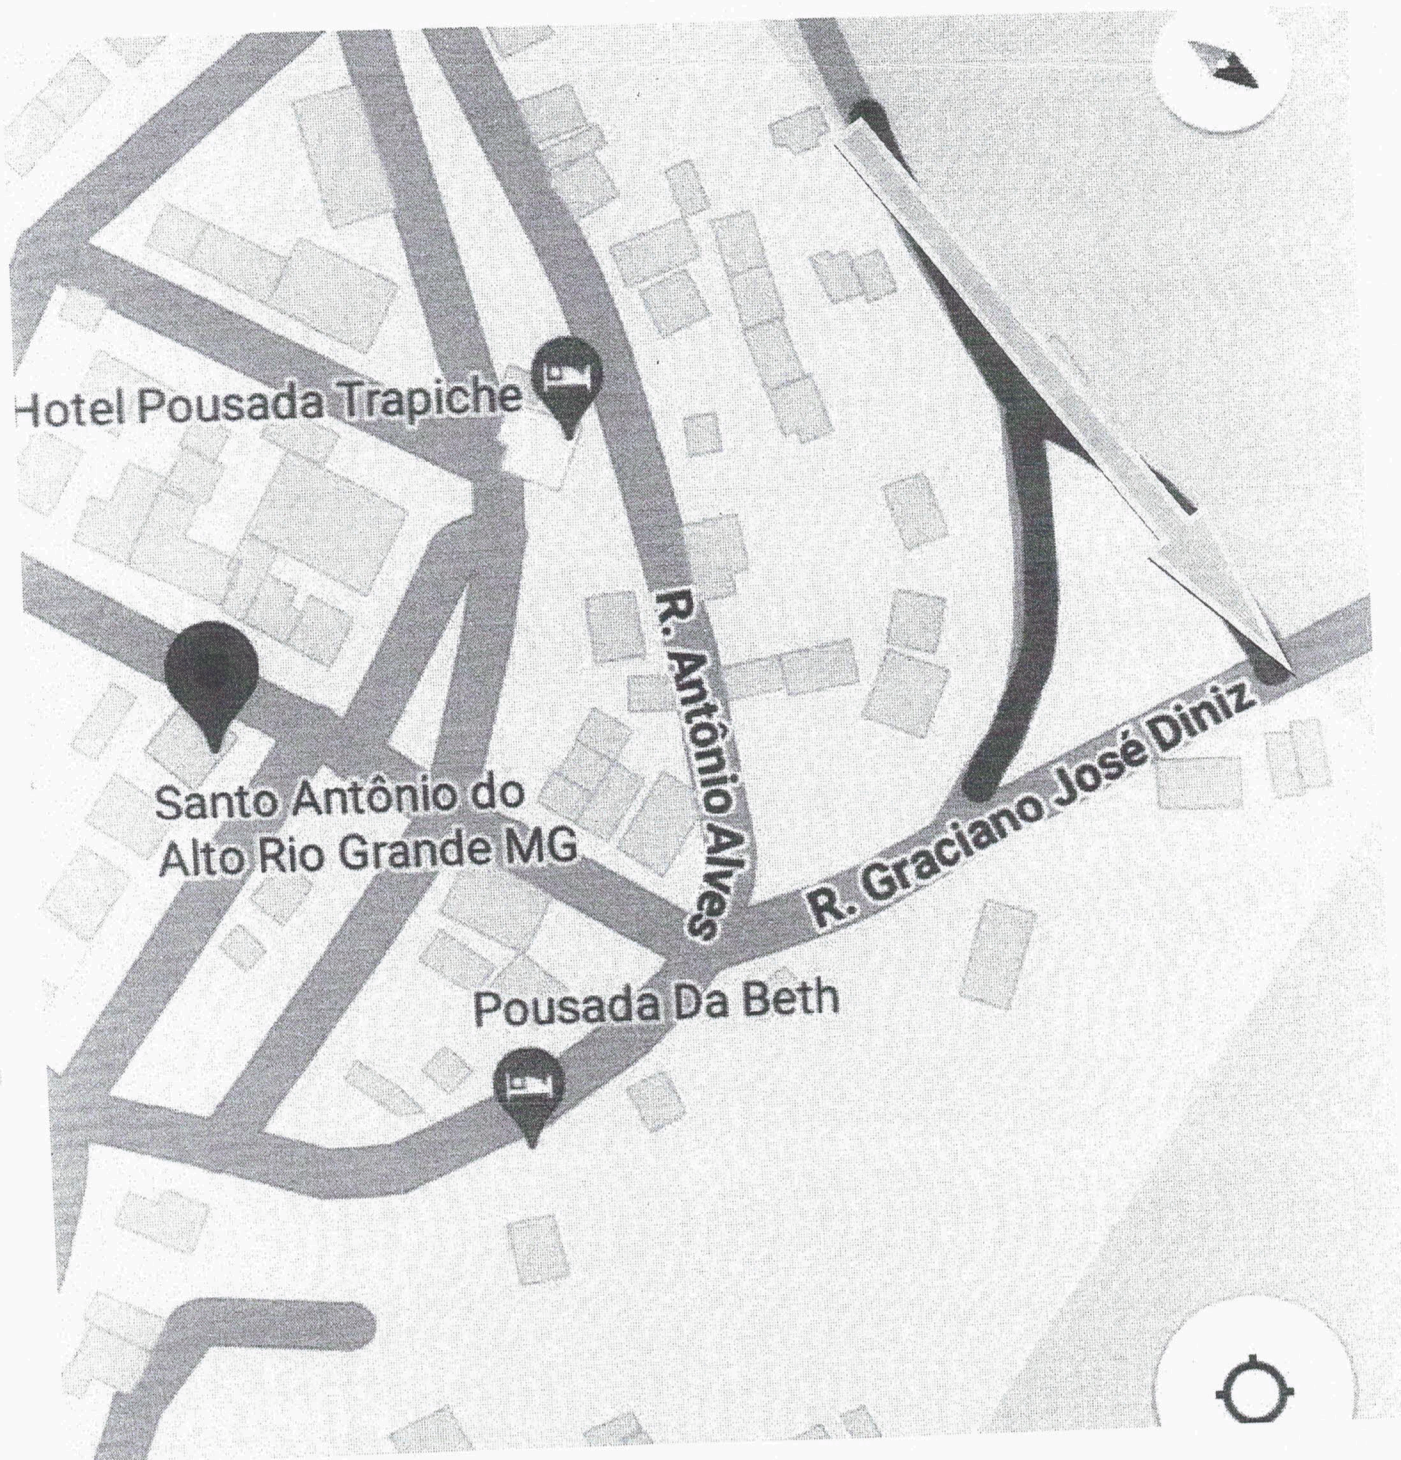 Hotel Pousada Trapiche
R. Antônio Alves
Santo Antônio do
Alto Rio Grande MG
R. Graciano José Diniz
Pousada Da Beth